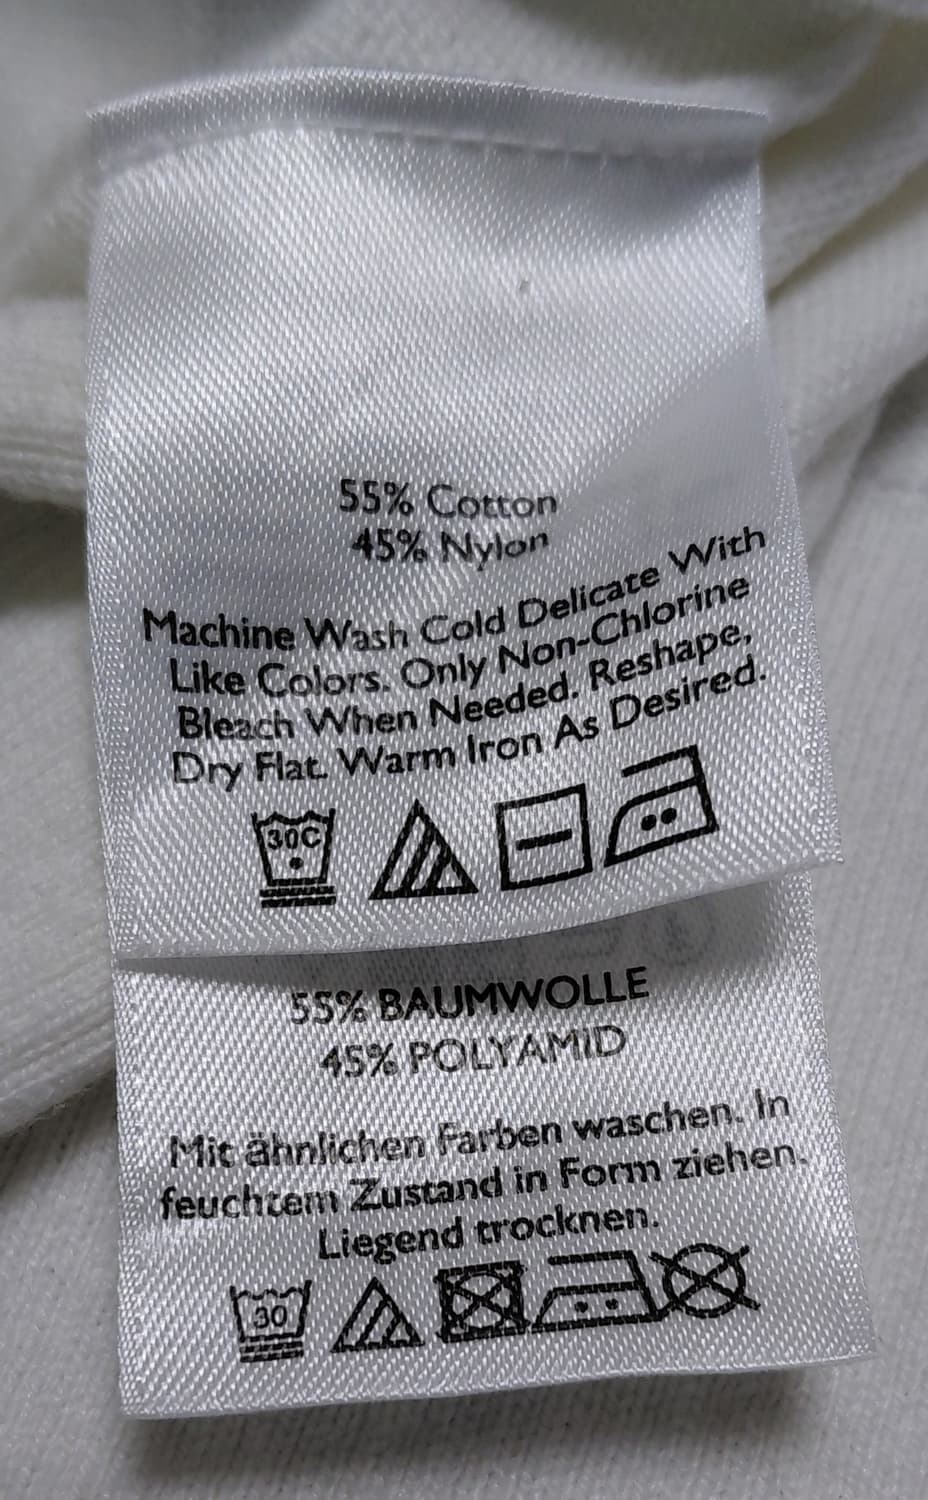 55% Cotton
45% Nylon
Machine Wash Cold Delicate With
Like Colors. Only Non-Chlorine
Bleach When Needed. Reshape,
Dry Flat. Warm Iron As Desired.
30C
55% BAUMWOLLE
45% POLYAMID
Mit ähnlichen Farben waschen. In
feuchtem Zustand in Form ziehen.
Liegend trocknen.
30